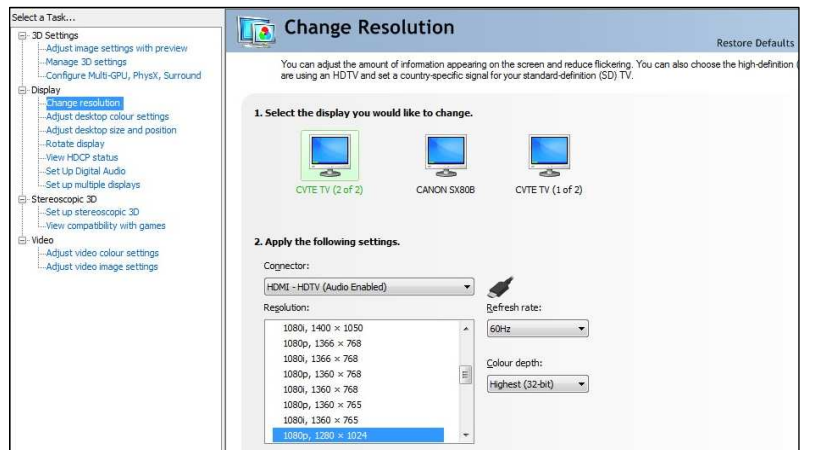 Select a Task...
3D Settings
Adjust image settings with preview
Manage 3D settings
Configure Multi-GPU, PhysX, Surround
Display
Change resolution
Adjust desktop colour settings
Adjust desktop size and position
Rotate display
View HDCP status
Set Up Digital Audio
Set up multiple displays
Stereoscopic 3D
Set up stereoscopic 3D
View compatibility with games
Video
Adjust video colour settings
Adjust video image settings
Change Resolution
Restore Defaults
You can adjust the amount of information appearing on the screen and reduce flickering. You can also choose the high-definition (
are using an HDTV and set a country-specific signal for your standard-definition (SD) TV.
1. Select the display you would like to change.
CVTE TV (2 of 2) CANON SX80B CVTE TV (1 of 2)
2. Apply the following settings.
Connector:
HDMI - HDTV (Audio Enabled)
Resolution: Refresh rate:
1080i, 1400 × 1050 60Hz
1080p, 1366 × 768
1080i, 1366 × 768
1080p, 1360 × 768 Colour depth:
1080i, 1360 × 768 Highest (32-bit)
1080p, 1360 × 765
1080i, 1360 × 765
1080p, 1280 × 1024